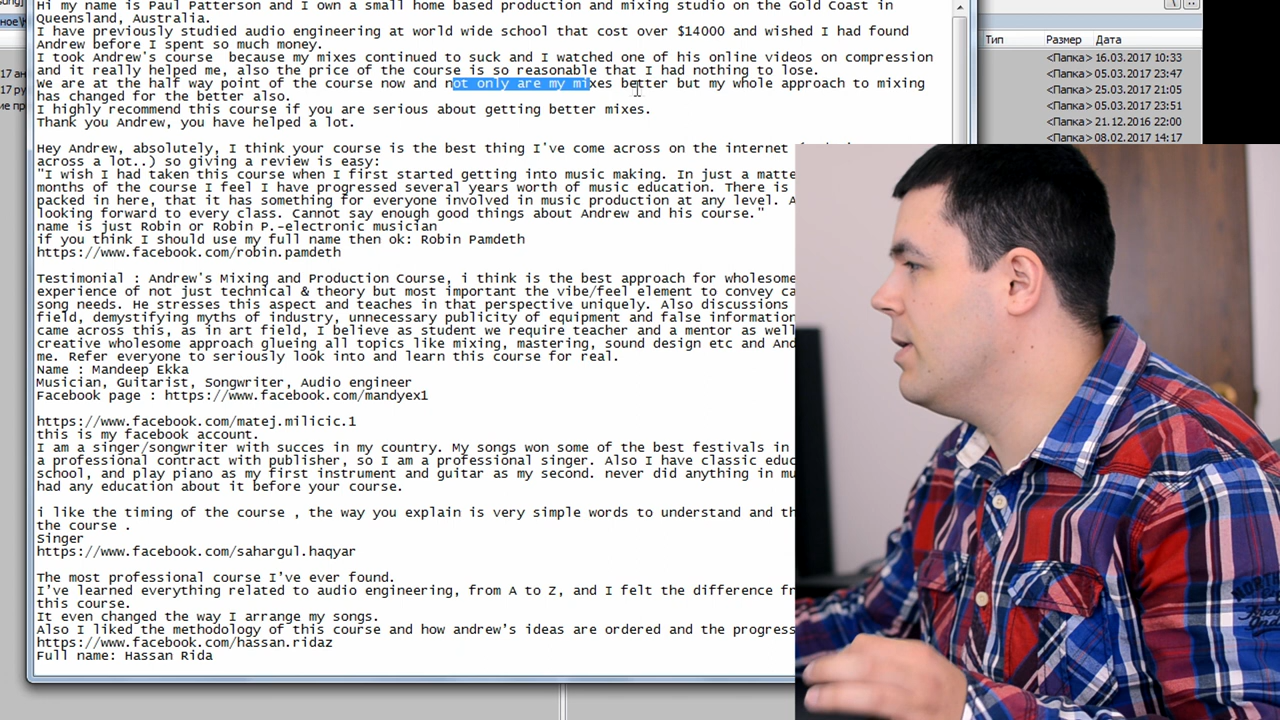 Hi my name is Paul Patterson and I own a small home based production and mixing studio on the Gold Coast in
Queensland, Australia.
I have previously studied audio engineering at world wide school that cost over $14000 and wished I had found
Andrew before I spent so much money.
I took Andrew's course  because my mixes continued to suck and I watched one of his online videos on compression
and it really helped me, also the price of the course is so reasonable that I had nothing to lose.
We are at the half way point of the course now and not only are my mixes better but my whole approach to mixing
has changed for the better also.
I highly recommend this course if you are serious about getting better mixes.
Thank you Andrew, you have helped a lot.
Hey Andrew, absolutely, I think your course is the best thing I've come across on the internet
across a lot..) so giving a review is easy:
"I wish I had taken this course when I first started getting into music making. In just a matte
months of the course I feel I have progressed several years worth of music education. There is
packed in here, that it has something for everyone involved in music production at any level. A
looking forward to every class. Cannot say enough good things about Andrew and his course."
name is just Robin or Robin P.-electronic musician
if you think I should use my full name then ok: Robin Pamdeth
https://www.facebook.com/robin.pamdeth
Testimonial : Andrew's Mixing and Production Course, i think is the best approach for wholesome
experience of not just technical & theory but most important the vibe/feel element to convey ca
song needs. He stresses this aspect and teaches in that perspective uniquely. Also discussions
field, demystifying myths of industry, unnecessary publicity of equipment and false information
came across this, as in art field, I believe as student we require teacher and a mentor as well
creative wholesome approach glueing all topics like mixing, mastering, sound design etc and And
me. Refer everyone to seriously look into and learn this course for real.
Name : Mandeep Ekka
Musician, Guitarist, Songwriter, Audio engineer
Facebook page : https://www.facebook.com/mandyex1
https://www.facebook.com/matej.milicic.1
this is my facebook account.
I am a singer/songwriter with succes in my country. My songs won some of the best festivals in
a professional contract with publisher, so I am a professional singer. Also I have classic educ
school, and play piano as my first instrument and guitar as my second. never did anything in mu
had any education about it before your course.
i like the timing of the course , the way you explain is very simple words to understand and th
the course .
Singer
https://www.facebook.com/sahargul.haqyar
The most professional course I've ever found.
I've learned everything related to audio engineering, from A to Z, and I felt the difference fr
this course.
It even changed the way I arrange my songs.
Also I liked the methodology of this course and how andrew's ideas are ordered and the progress
https://www.facebook.com/hassan.ridaz
Full name: Hassan Rida
Тип Размер Дата
<Папка> 16.03.2017 10:33
<Папка> 05.03.2017 23:47
<Папка> 25.03.2017 21:05
<Папка> 05.03.2017 23:51
<Папка> 21.12.2016 22:00
<Папка> 08.02.2017 14:17
17 ан
17 ру